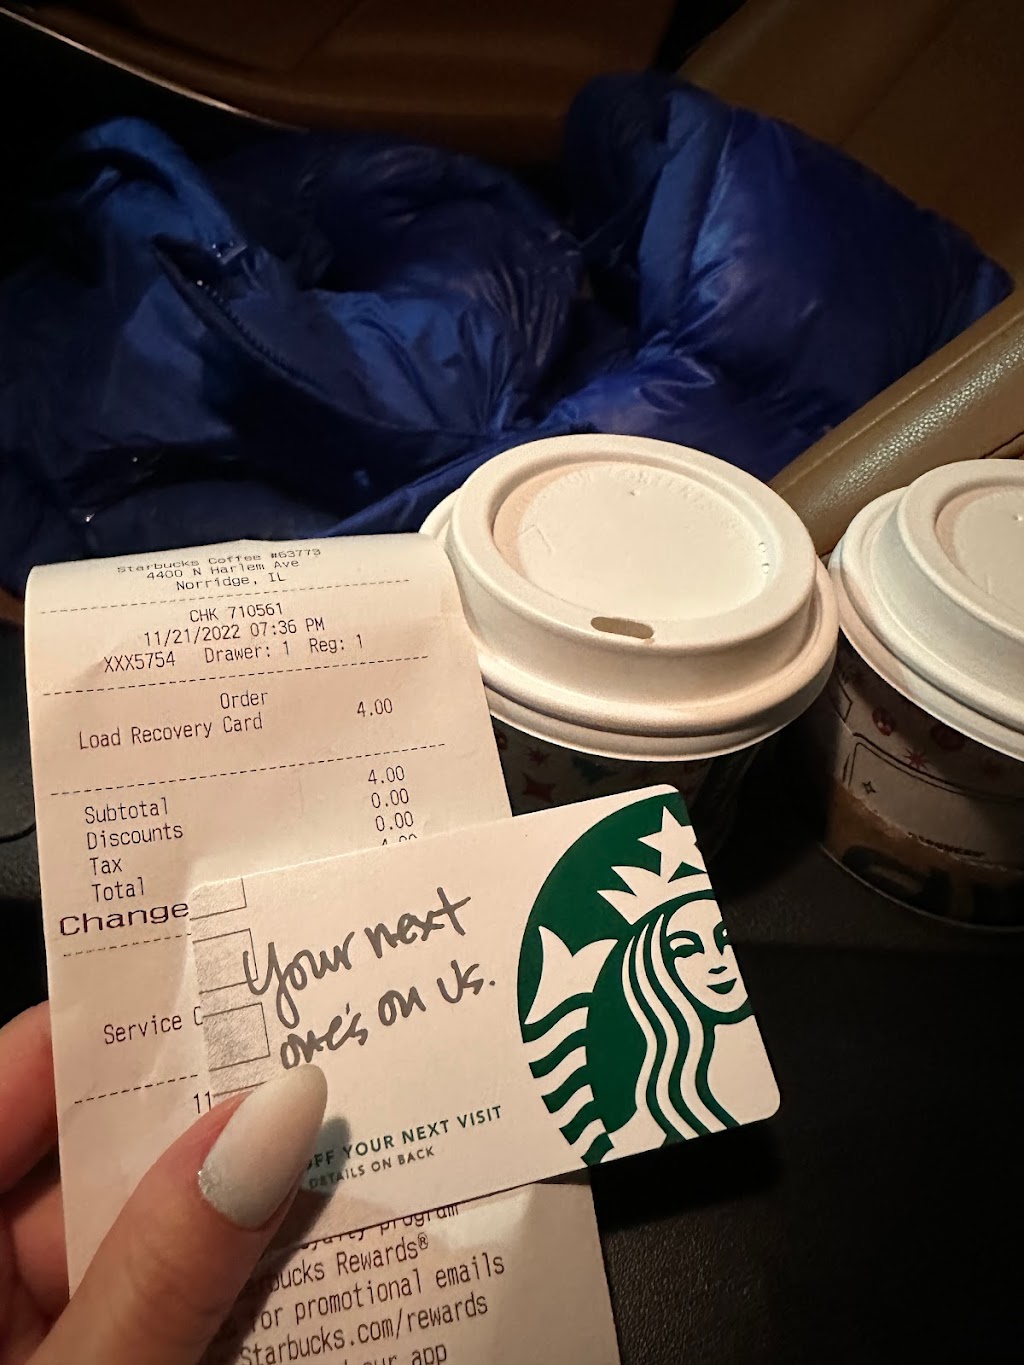 Starbucks Coffee #63773
4400 N Harlem Ave
Norridge, IL
CHK 710561
11/21/2022 07:36 PM
XXX5754 Drawer: 1 Reg: 1
Order
Load Recovery Card 4.00
Subtotal 4.00
Discounts 0.00
Tax 0.00
Total
Change
Service
11
Your next
one's on us.
OFF YOUR NEXT VISIT
DETAILS ON BACK
program
Rewards®
for promotional emails
Starbucks.com/rewards
app